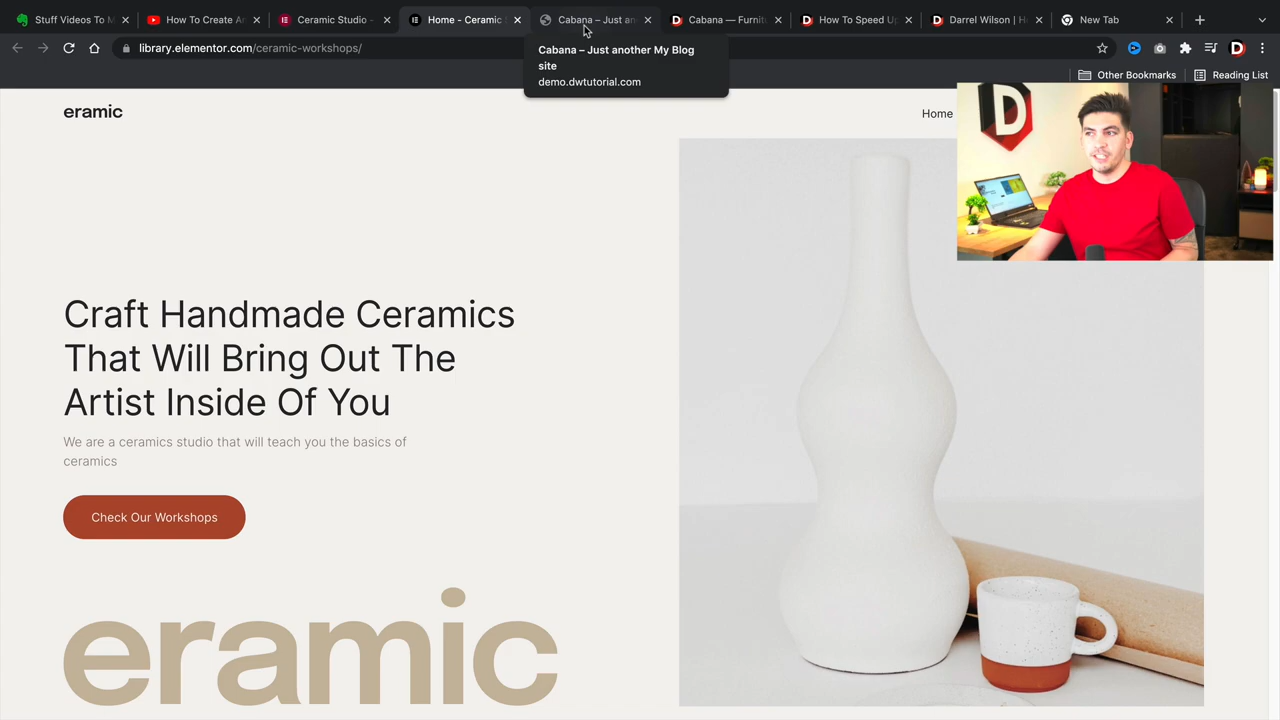 Stuff Videos To M
How To Create An
Ceramic Studio –
Home - Ceramic
Cabana – Just an
Cabana — Furnit
How To Speed Up
Darrel Wilson | H
New Tab
library.elementor.com/ceramic-workshops/
Cabana – Just another My Blog
site
demo.dwtutorial.com
Other Bookmarks
Reading List
eramic
Home
Craft Handmade Ceramics
That Will Bring Out The
Artist Inside Of You
We are a ceramics studio that will teach you the basics of
ceramics
Check Our Workshops
eramic